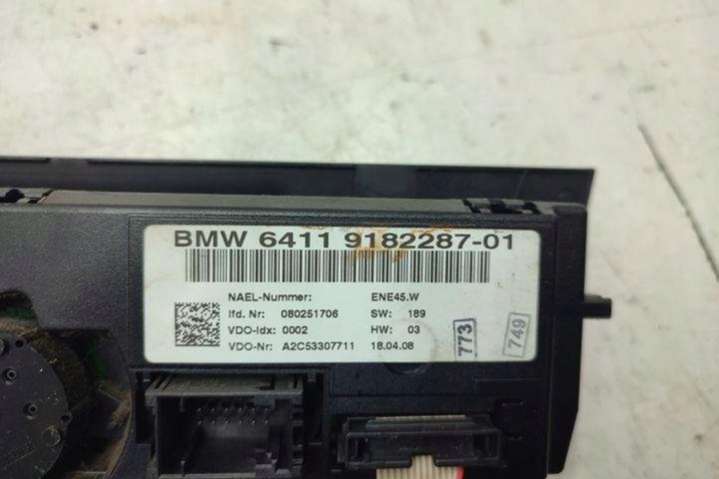 BMW 6411 9182287-01
NAEL-Nummer: ENE45.W
lfd. Nr: 080251706 SW: 189
VDO-Idx: 0002 HW: 03
VDO-Nr: A2C53307711 18.04.08
773
749